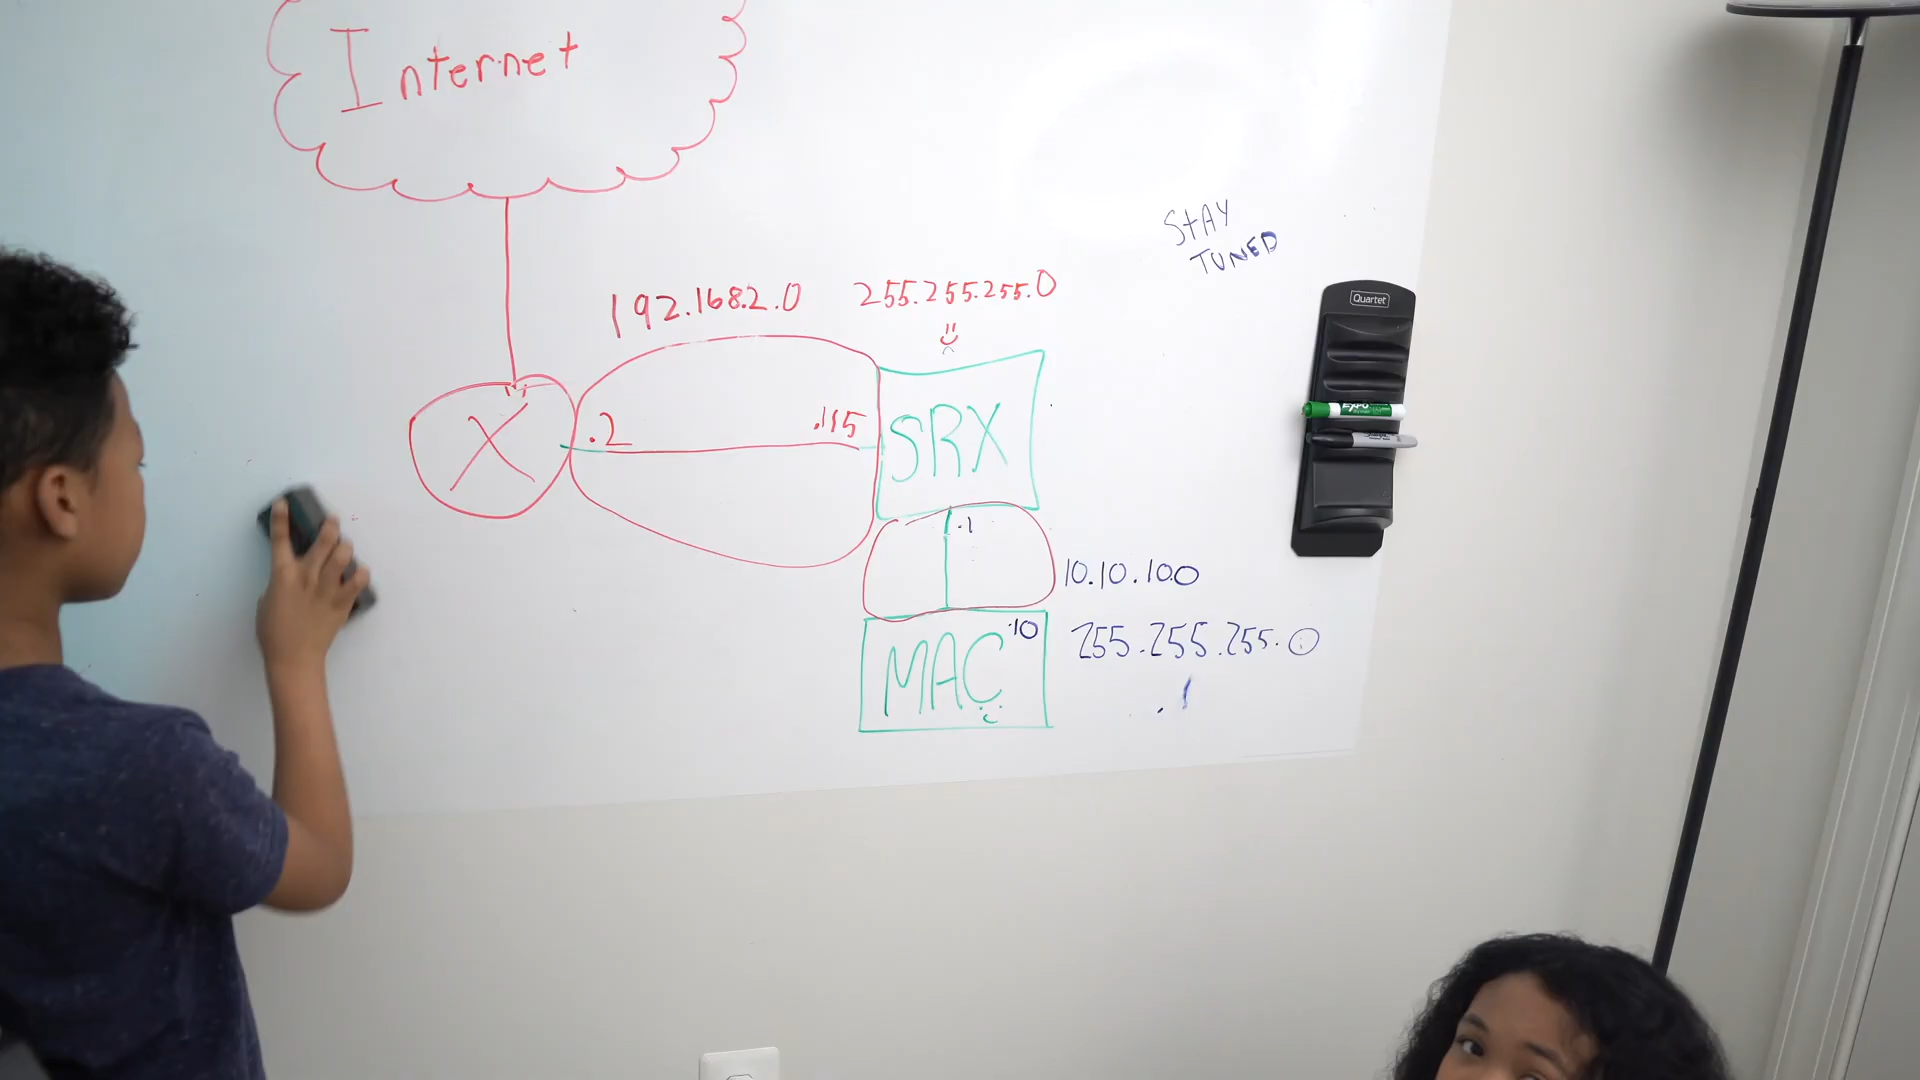 Internet
STAY
TUNED
192.168.2.0 255.255.255.0
Quartet
X .2 .115 SRX
EXPO
.1
10.10.10.0
MAC .10 255.255.255.0
.1